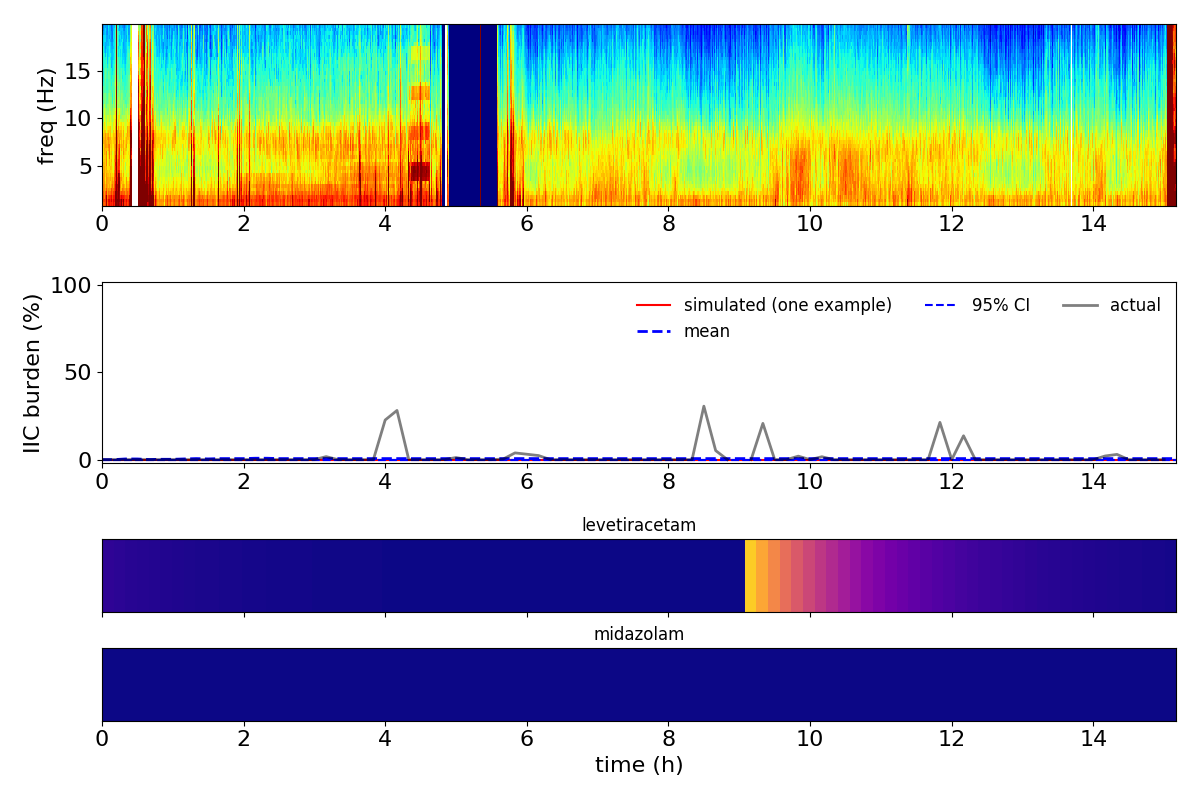 freq (Hz)
15
10
5
0 2 4 6 8 10 12 14
IIC burden (%)
100
50
0
simulated (one example) 95% CI actual
mean
0 2 4 6 8 10 12 14
levetiracetam
midazolam
0 2 4 6 8 10 12 14
time (h)